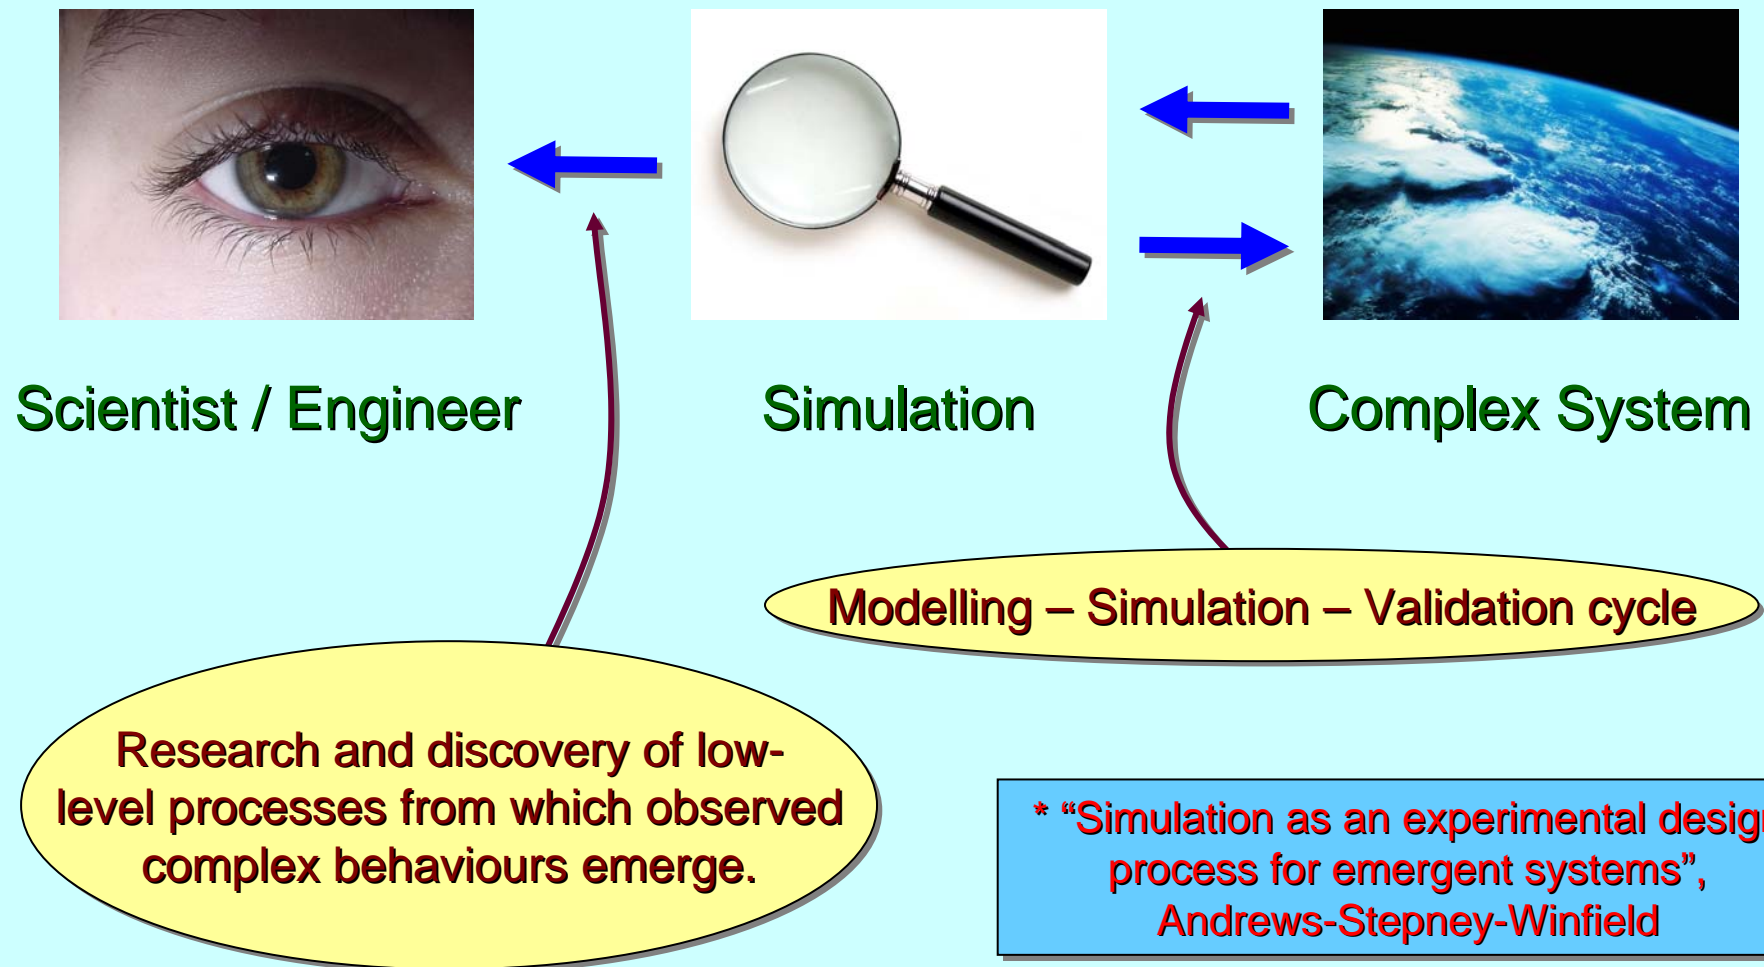 Scientist / Engineer
Simulation
Complex System
Modelling – Simulation – Validation cycle
Research and discovery of low-
level processes from which observed
complex behaviours emerge.
* “Simulation as an experimental design
process for emergent systems”,
Andrews-Stepney-Winfield